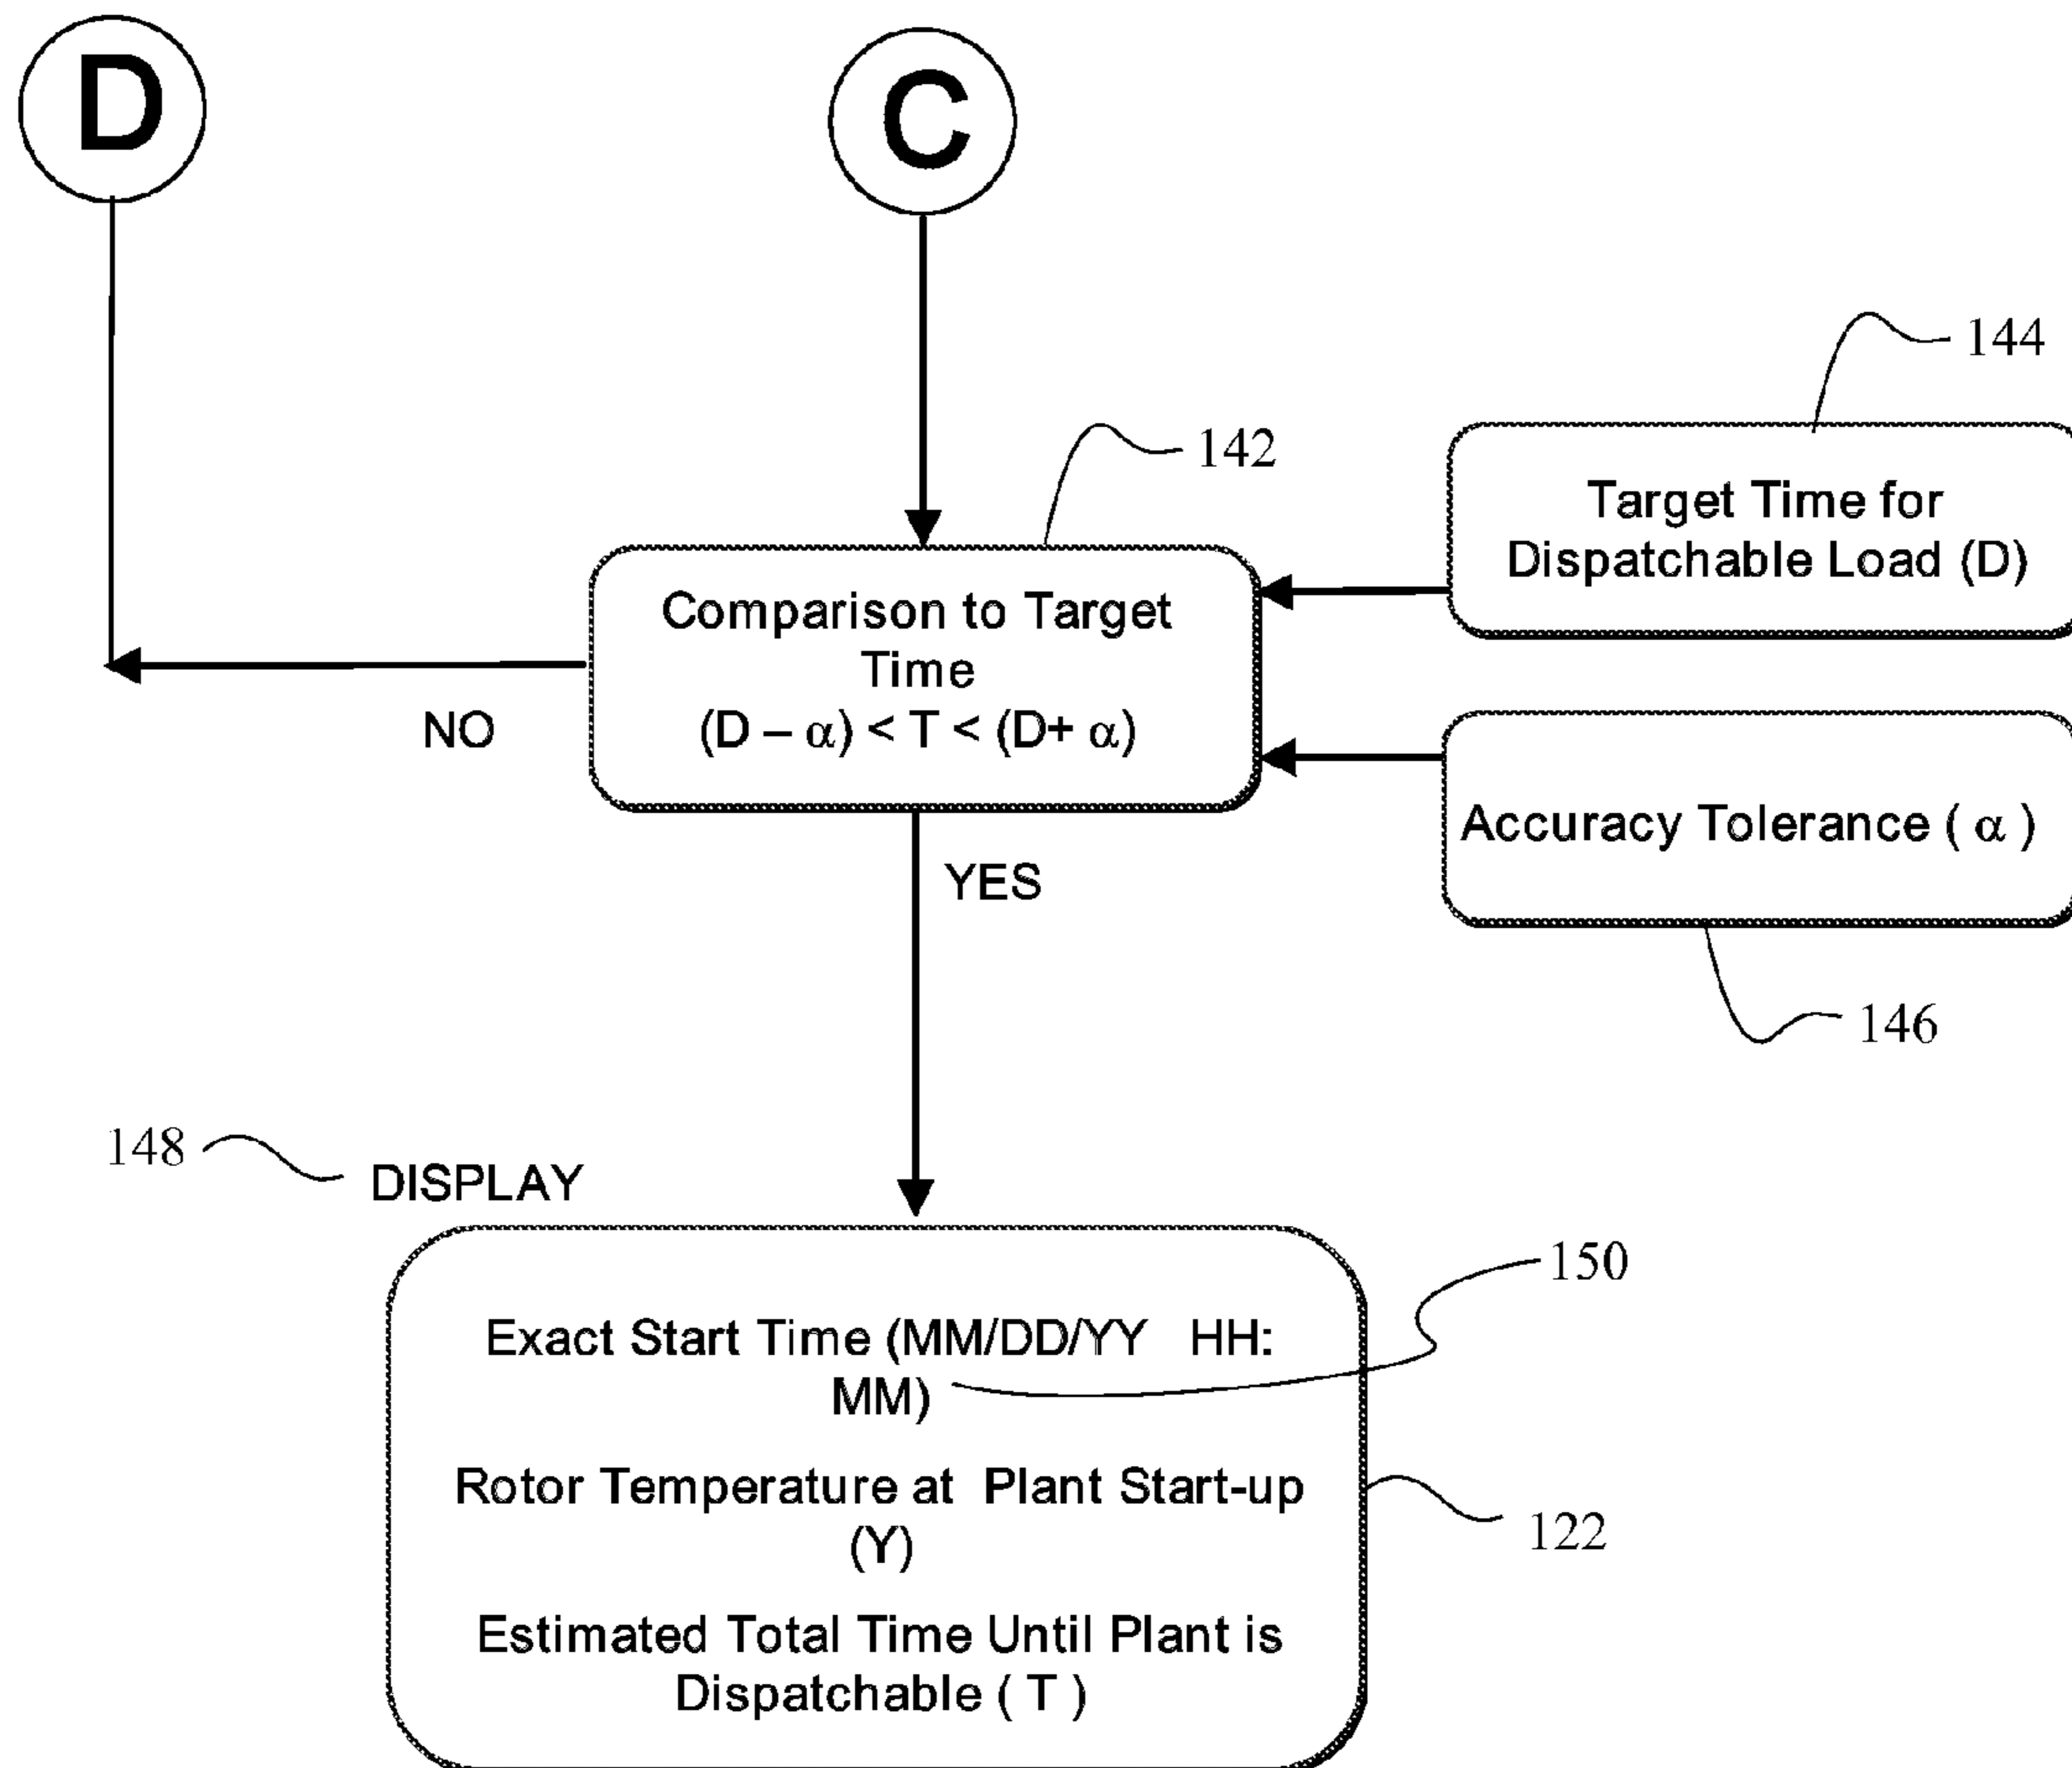 D
C
144
142
Target Time for
Dispatchable Load (D)
Comparison to Target
Time
(D – α) < T < (D+ α)
NO
Accuracy Tolerance ( α )
YES
146
148
DISPLAY
150
Exact Start Time (MM/DD/YY HH:
MM)
Rotor Temperature at Plant Start-up
(Y)
122
Estimated Total Time Until Plant is
Dispatchable ( T )